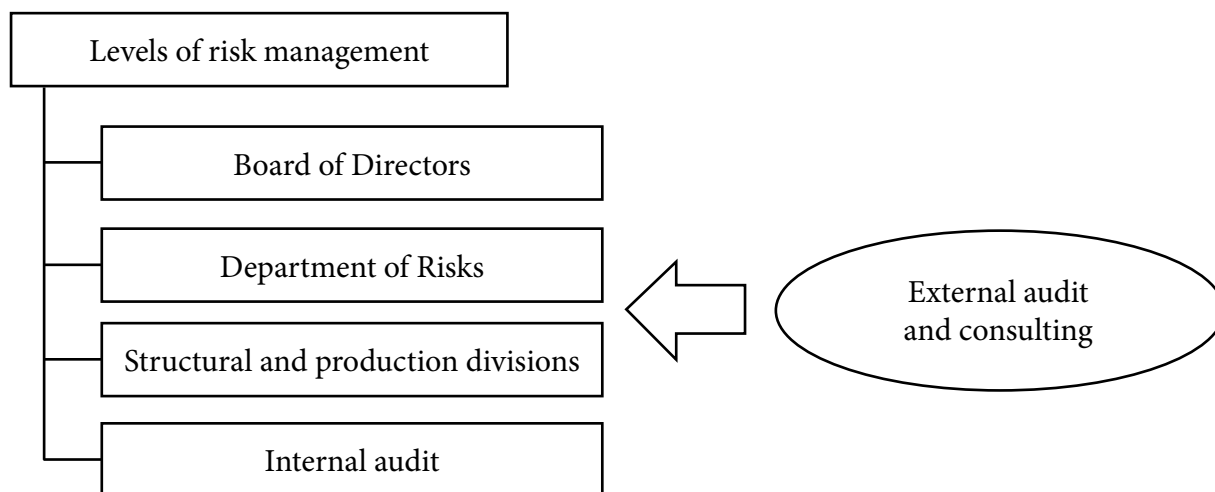 Levels of risk management
Board of Directors
Department of Risks
Structural and production divisions
Internal audit
External audit
and consulting